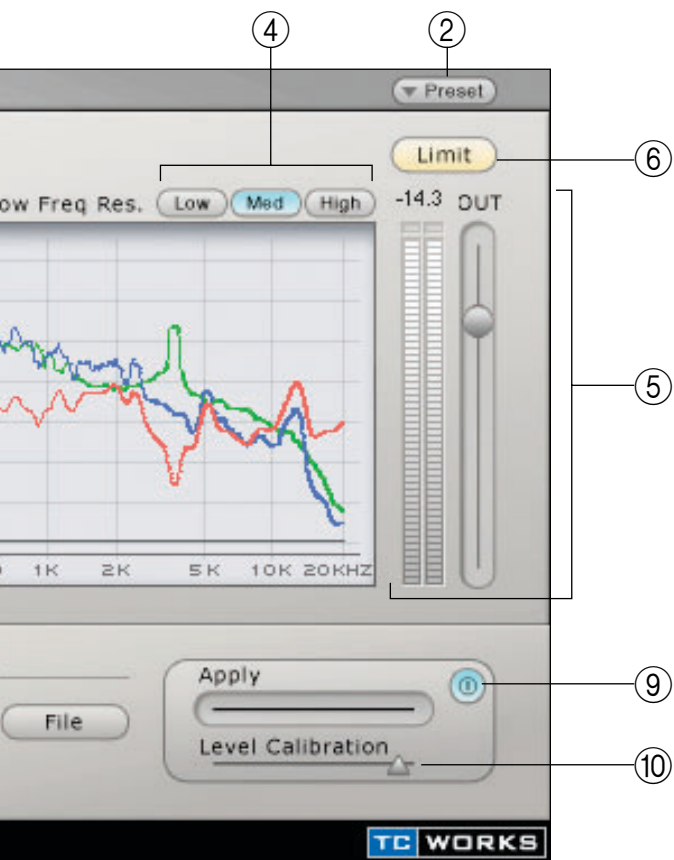 4 2
Preset
Limit
6
ow Freq Res. Low Med High
-14.3 OUT
5
1K 2K 5K 10K 20KHZ
Apply
9
File
Level Calibration
10
TC WORKS